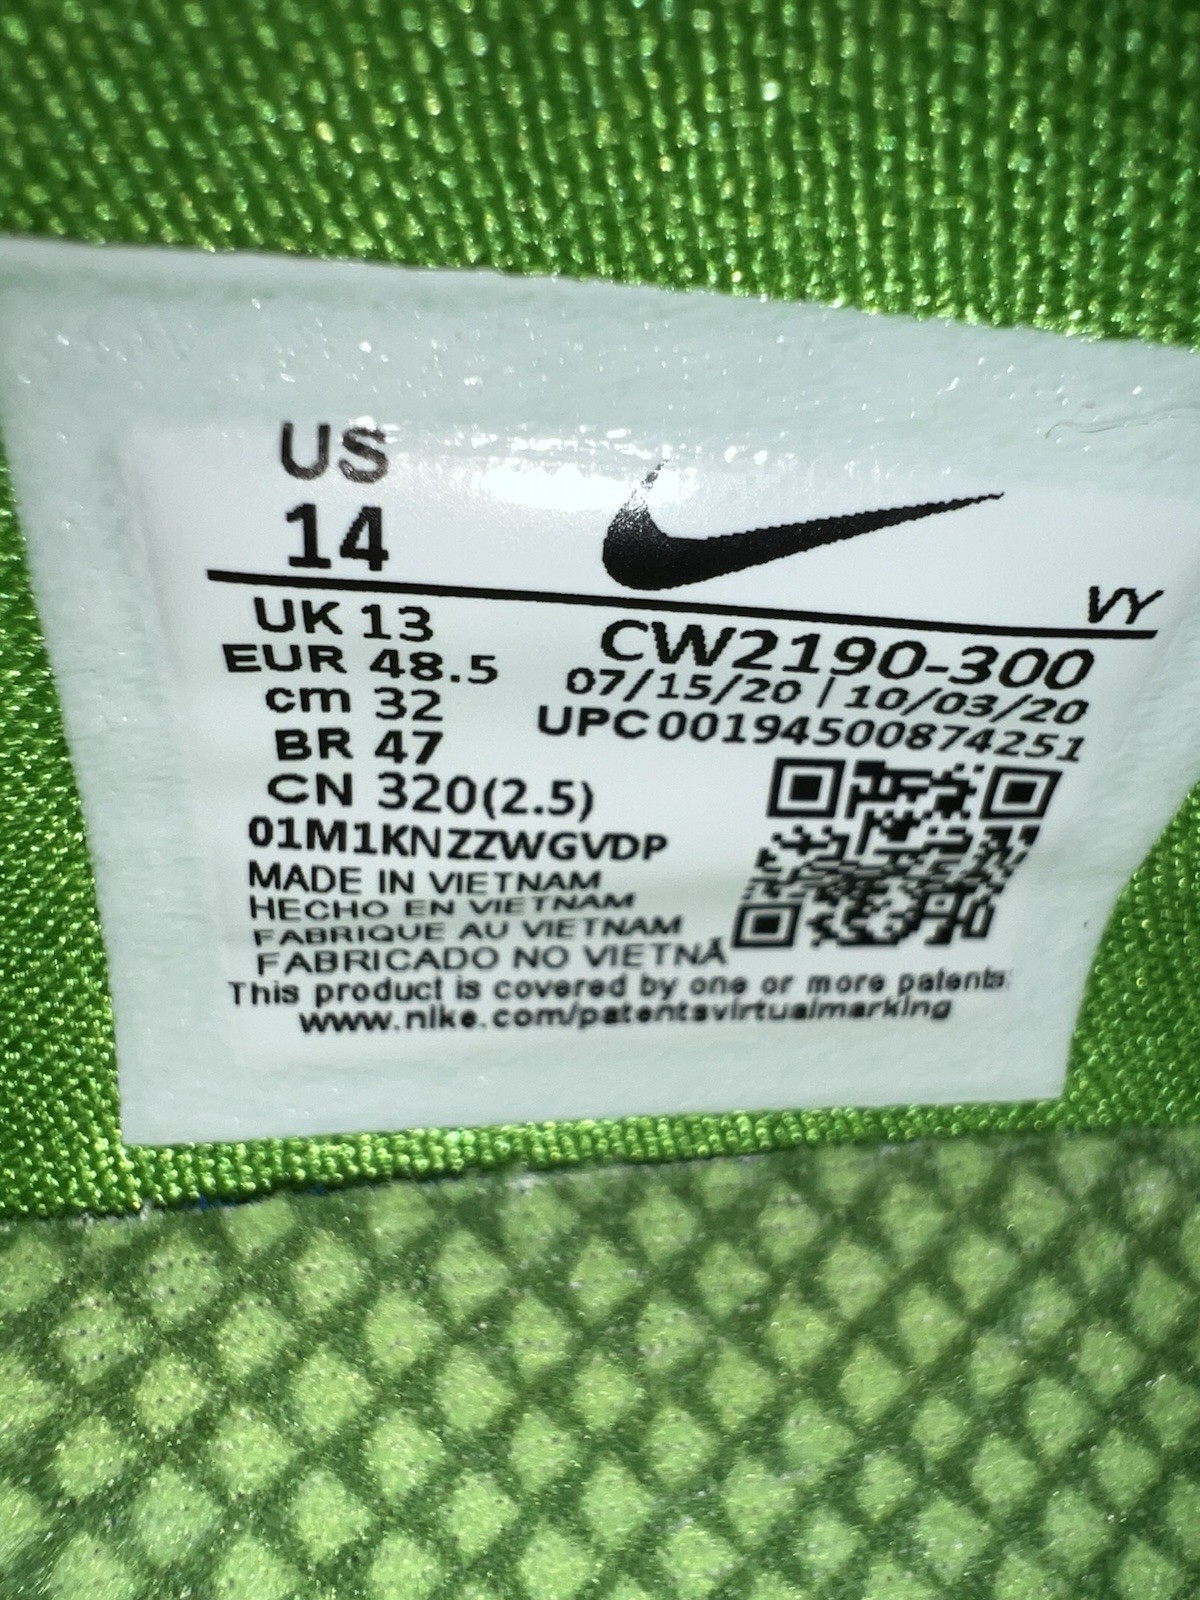 US
14
VY
UK 13
EUR 48.5
cm 32
BR 47
CN 320(2.5)
CW2190-300
07/15/20 | 10/03/20
UPC00194500874251
01M1KNZZWGVDP
MADE IN VIETNAM
HECHO EN VIETNAM
FABRIQUE AU VIETNAM
FABRICADO NO VIETNÃ
This product is covered by one or more patents:
www.nike.com/patentsvirtualmarking